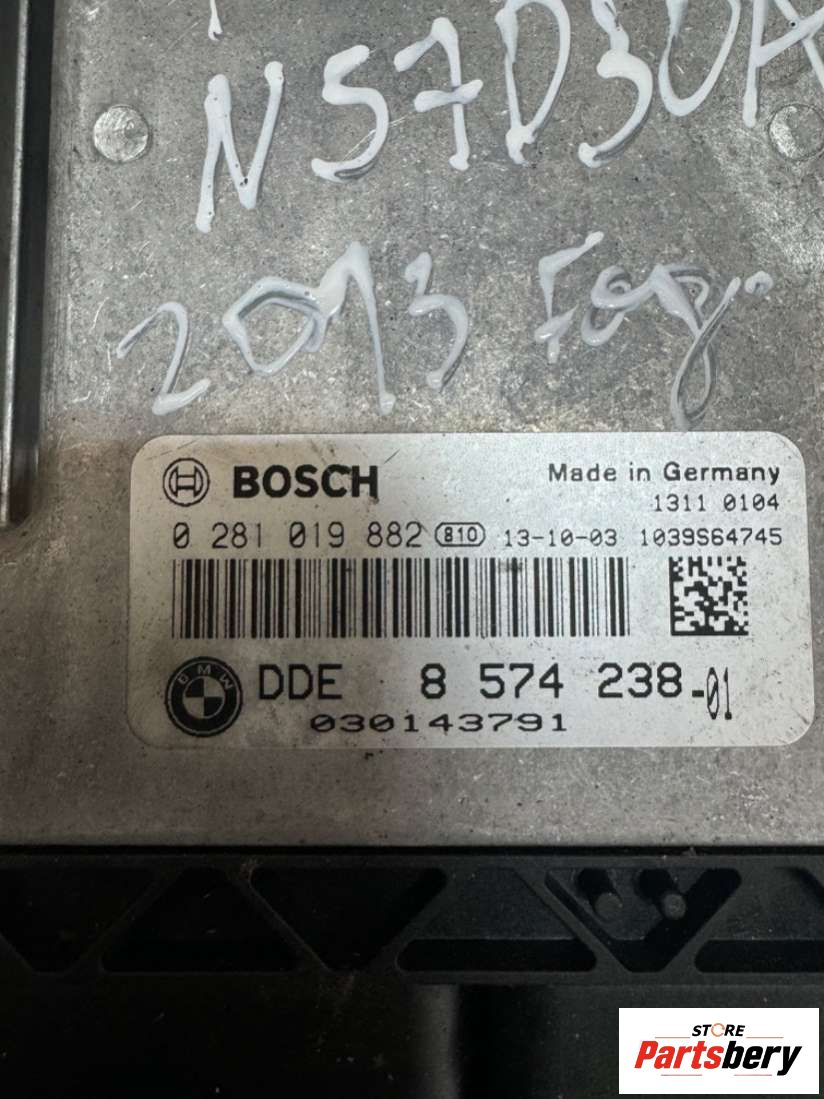 N57D30A
2013
BOSCH
Made in Germany
1311 0104
0 281 019 882 810 13-10-03 1039S64745
BMW
DDE 8 574 238-01
030143791
STORE
Partsbery